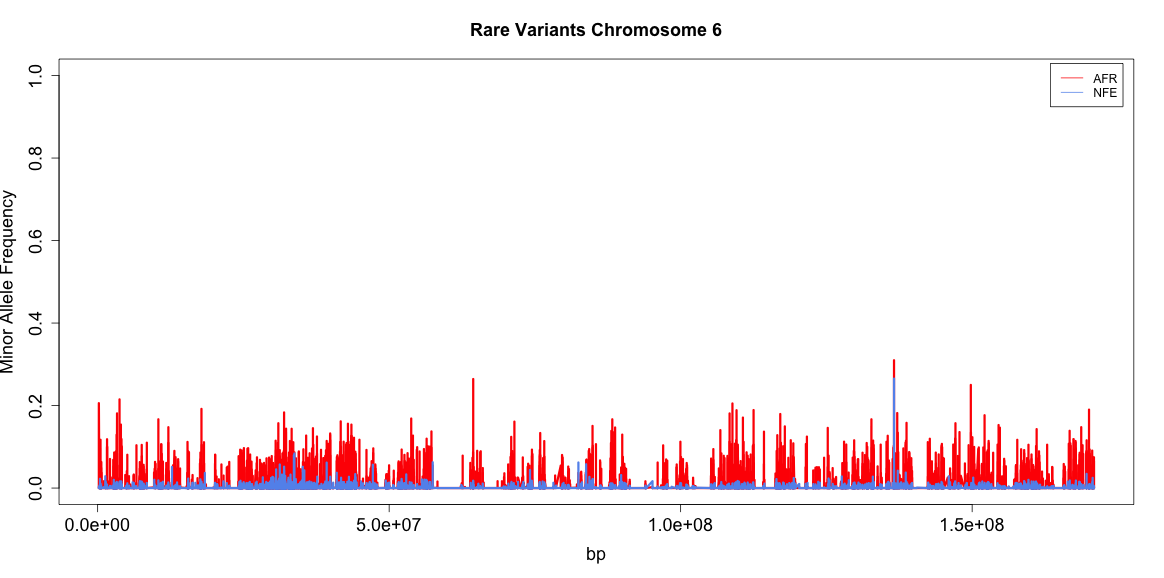 Rare Variants Chromosome 6
AFR
NFE
Minor Allele Frequency
1.0
0.8
0.6
0.4
0.2
0.0
0.0e+00 5.0e+07 1.0e+08 1.5e+08
bp